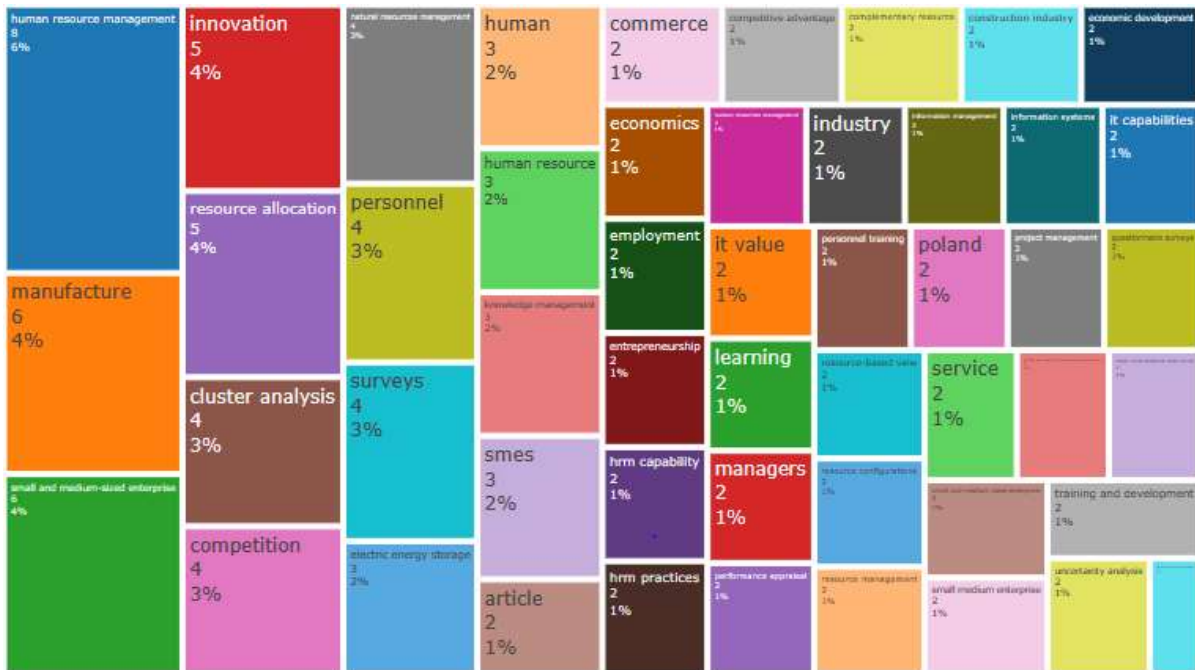 human resource management
8
6%
manufacture
6
4%
small and medium-sized enterprise
6
4%
innovation
5
4%
resource allocation
5
4%
cluster analysis
4
3%
competition
4
3%
natural resources management
4
3%
personnel
4
3%
surveys
4
3%
electric energy storage
3
2%
human
3
2%
human resource
3
2%
knowledge management
3
2%
smes
3
2%
article
2
1%
commerce
2
1%
competitive advantage
2
1%
complementary resource
2
1%
construction industry
2
1%
economic development
2
1%
economics
2
1%
employment
2
1%
entrepreneurship
2
1%
hrm capability
2
1%
hrm practices
2
1%
human resources management
2
1%
industry
2
1%
information management
2
1%
information systems
2
1%
it capabilities
2
1%
it value
2
1%
learning
2
1%
managers
2
1%
performance appraisal
2
1%
personnel training
2
1%
poland
2
1%
project management
2
1%
questionnaire surveys
2
1%
resource-based view
2
1%
resource configurations
2
1%
resource management
2
1%
service
2
1%
2
1%
small medium enterprise
2
1%
training and development
2
1%
uncertainty analysis
2
1%